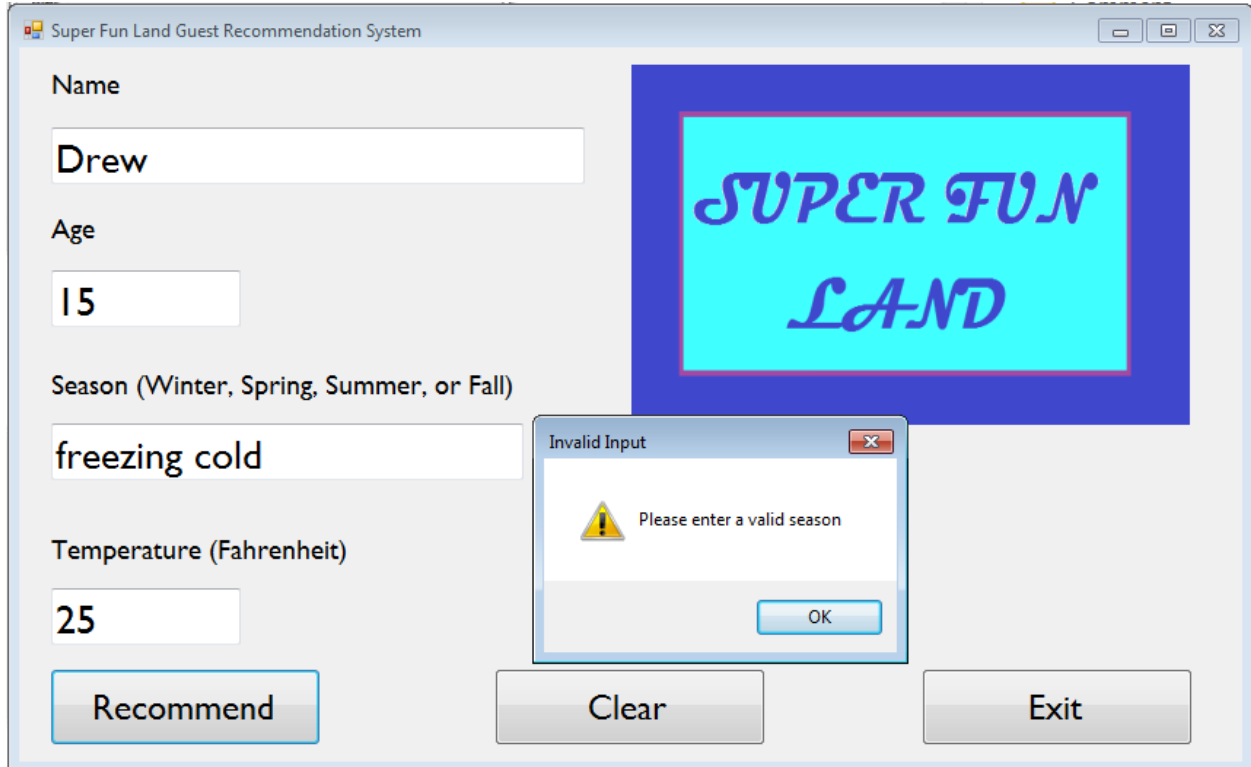 Super Fun Land Guest Recommendation System
Name
Drew
SUPER FUN
LAND
Age
15
Season (Winter, Spring, Summer, or Fall)
freezing cold
Invalid Input
Please enter a valid season
OK
Temperature (Fahrenheit)
25
Recommend
Clear
Exit